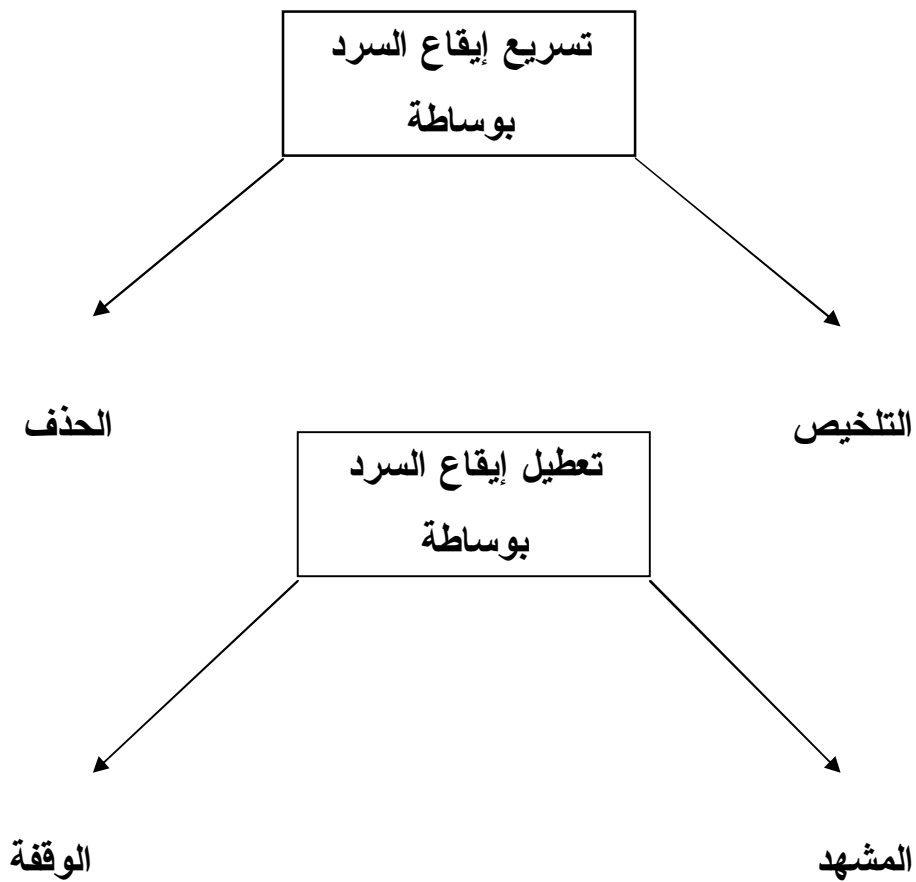 تسريع إيقاع السرد
بوساطة
التلخيص
الحذف
تعطيل إيقاع السرد
بوساطة
المشهد
الوقفة